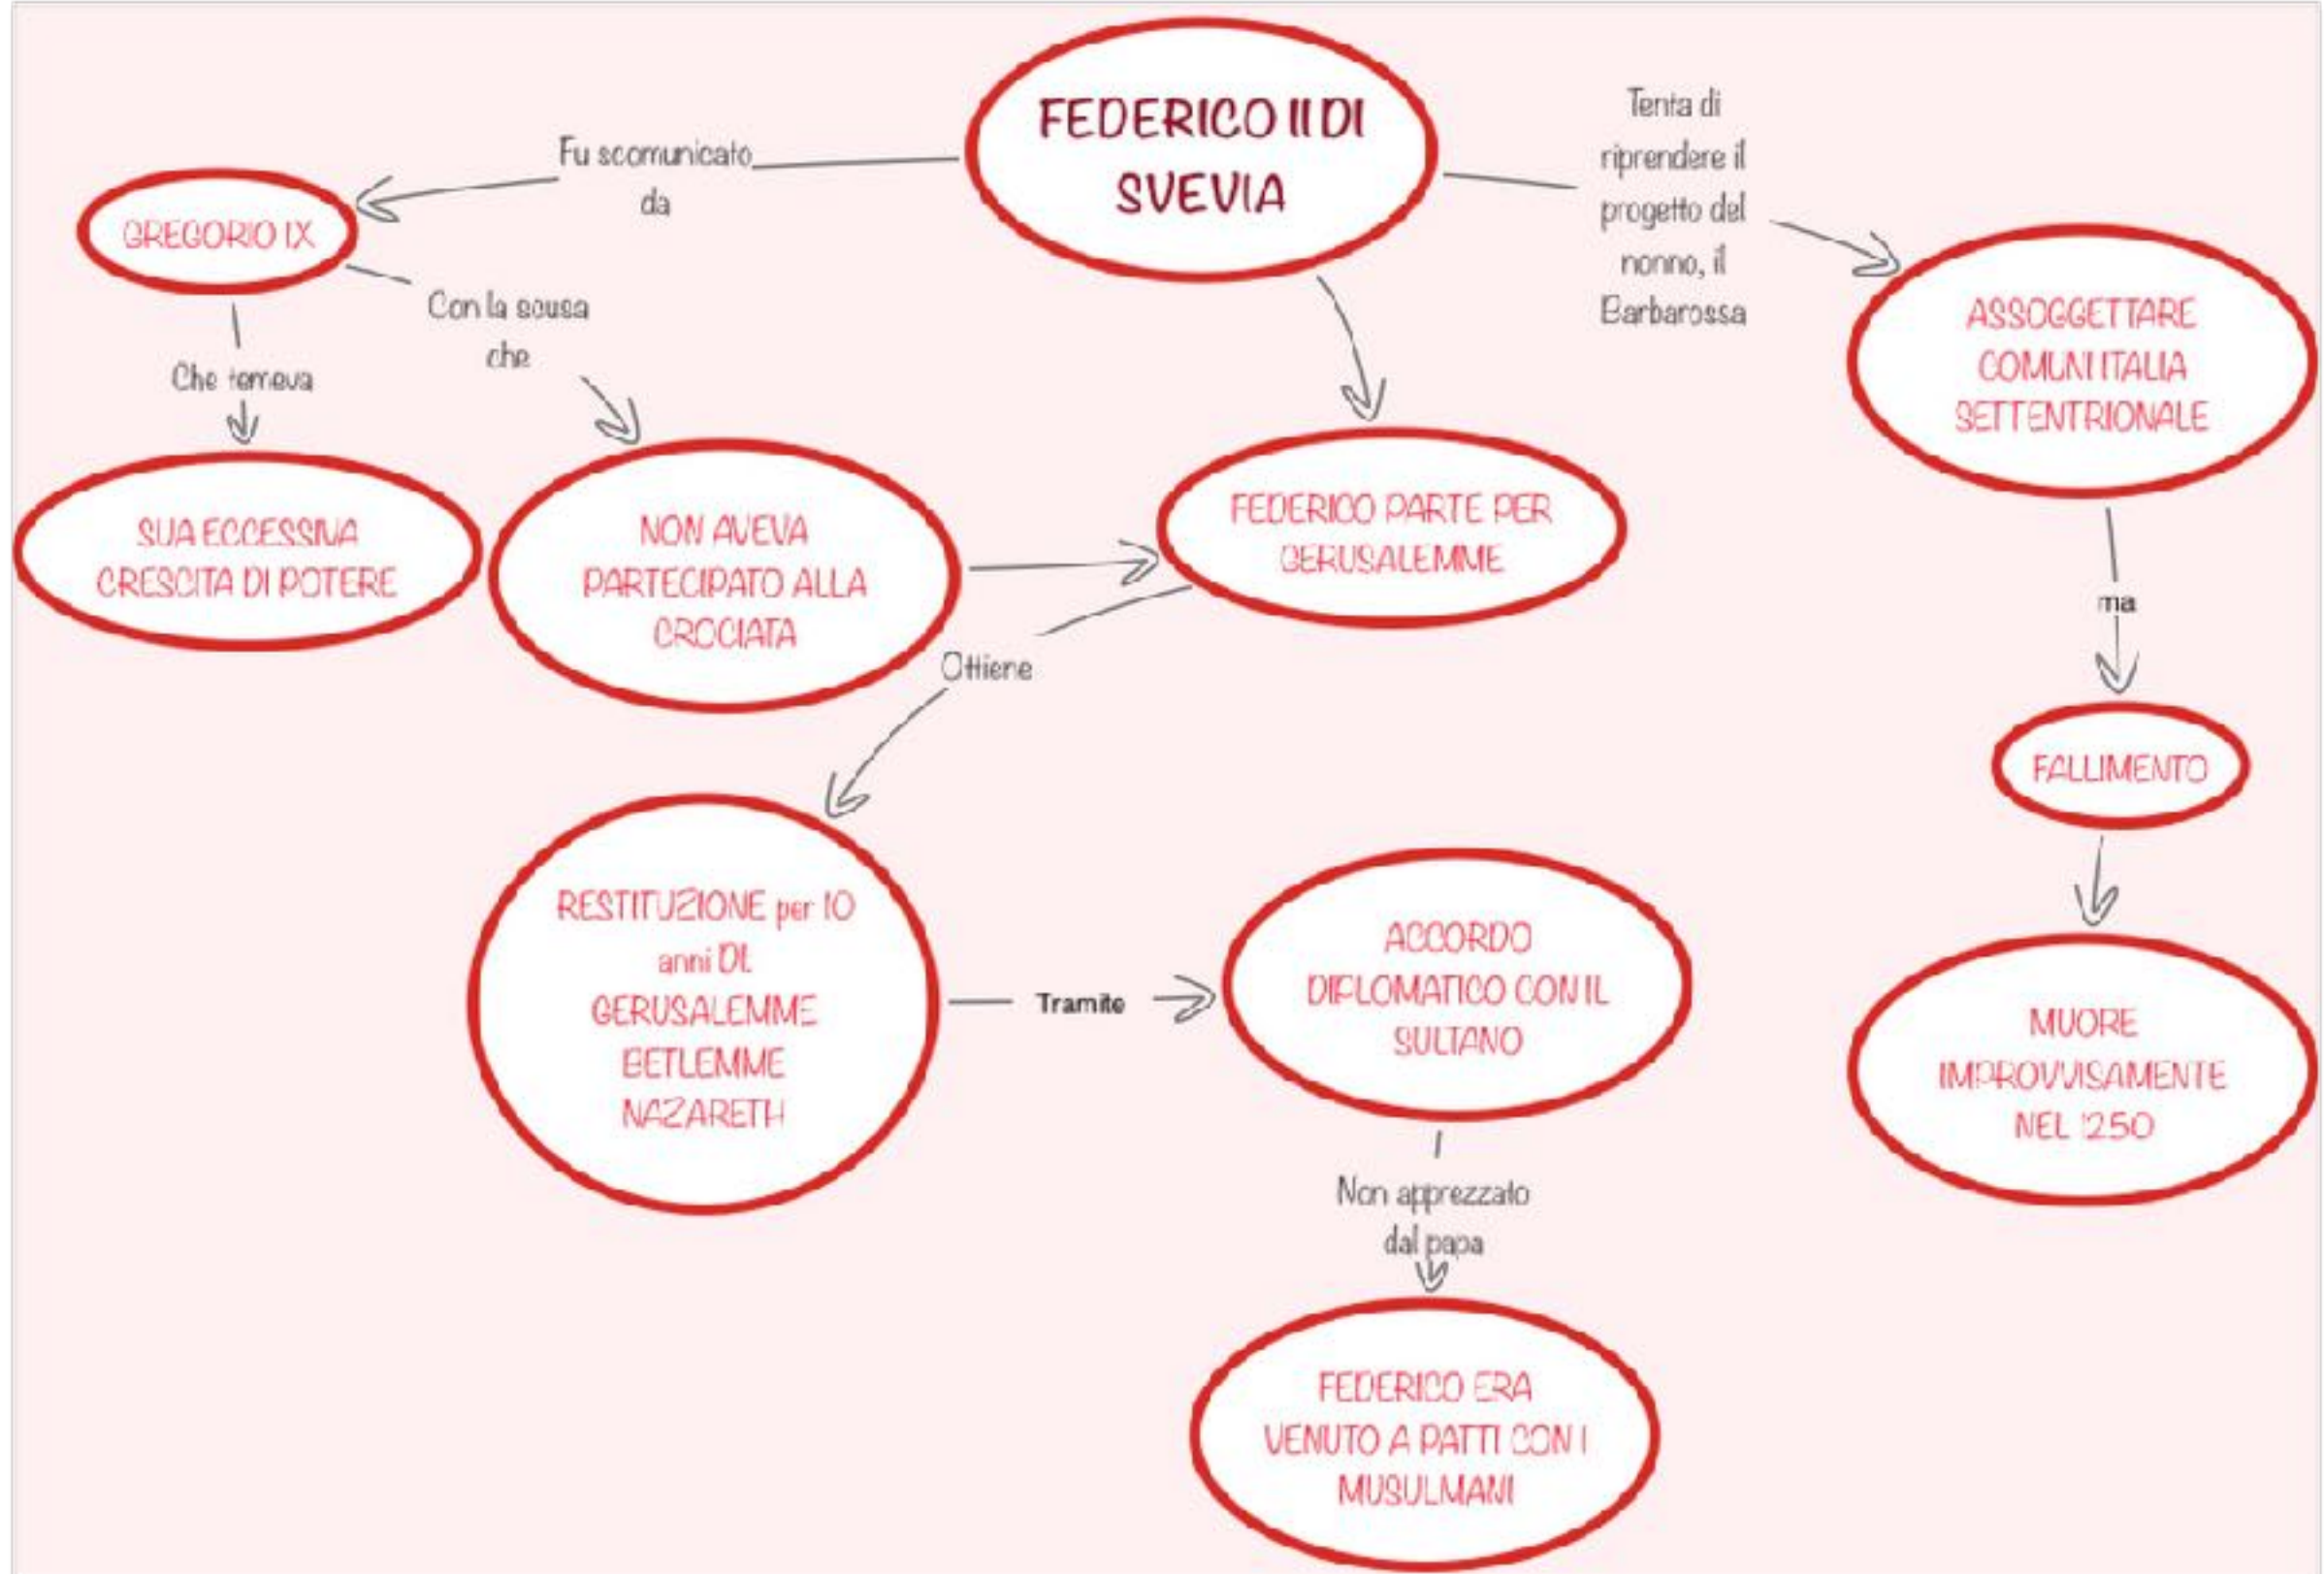 FEDERICO II DI
SVEVIA
Fu scomunicato
da
GREGORIO IX
Che temeva
SUA ECCESSIVA
CRESCITA DI POTERE
Con la scusa
che
NON AVEVA
PARTECIPATO ALLA
CROCIATA
FEDERICO PARTE PER
GERUSALEMME
Ottiene
RESTITUZIONE per 10
anni DI:
GERUSALEMME
BETLEMME
NAZARETH
Tramite
ACCORDO
DIPLOMATICO CON IL
SULTANO
Non apprezzato
dal papa
FEDERICO ERA
VENUTO A PATTI CON I
MUSULMANI
Tenta di
riprendere il
progetto del
nonno, il
Barbarossa
ASSOGGETTARE
COMUNI ITALIA
SETTENTRIONALE
ma
FALLIMENTO
MUORE
IMPROVVISAMENTE
NEL 1250